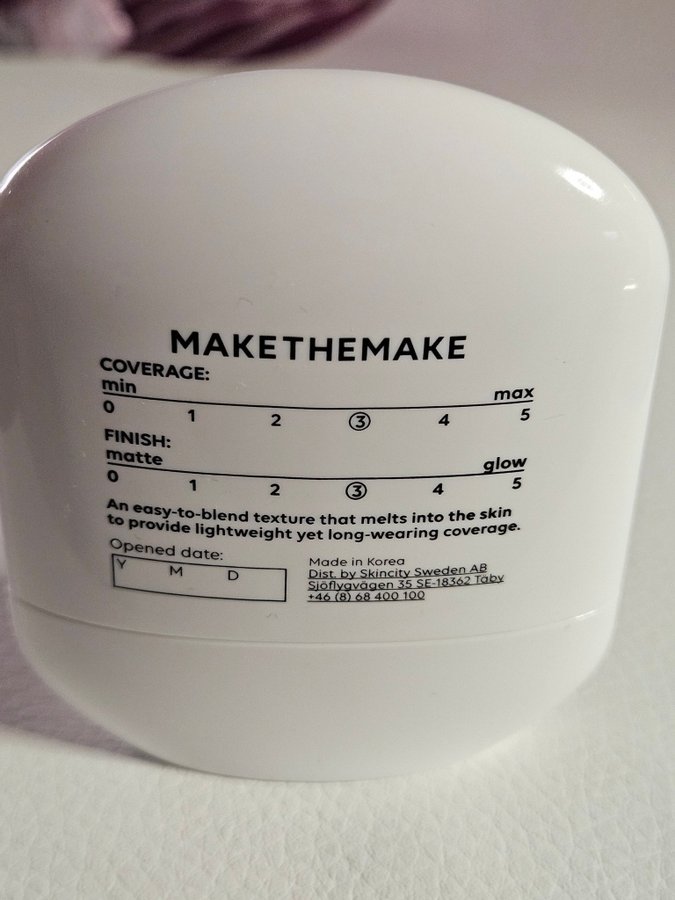 MAKETHEMAKE
COVERAGE:
min max
0 1 2 ③ 4 5
FINISH:
matte glow
0 1 2 ③ 4 5
An easy-to-blend texture that melts into the skin
to provide lightweight yet long-wearing coverage.
Opened date:
Y M D
Made in Korea
Dist. by Skincity Sweden AB
Sjöflygvägen 35 SE-18362 Täby
+46 (8) 68 400 100